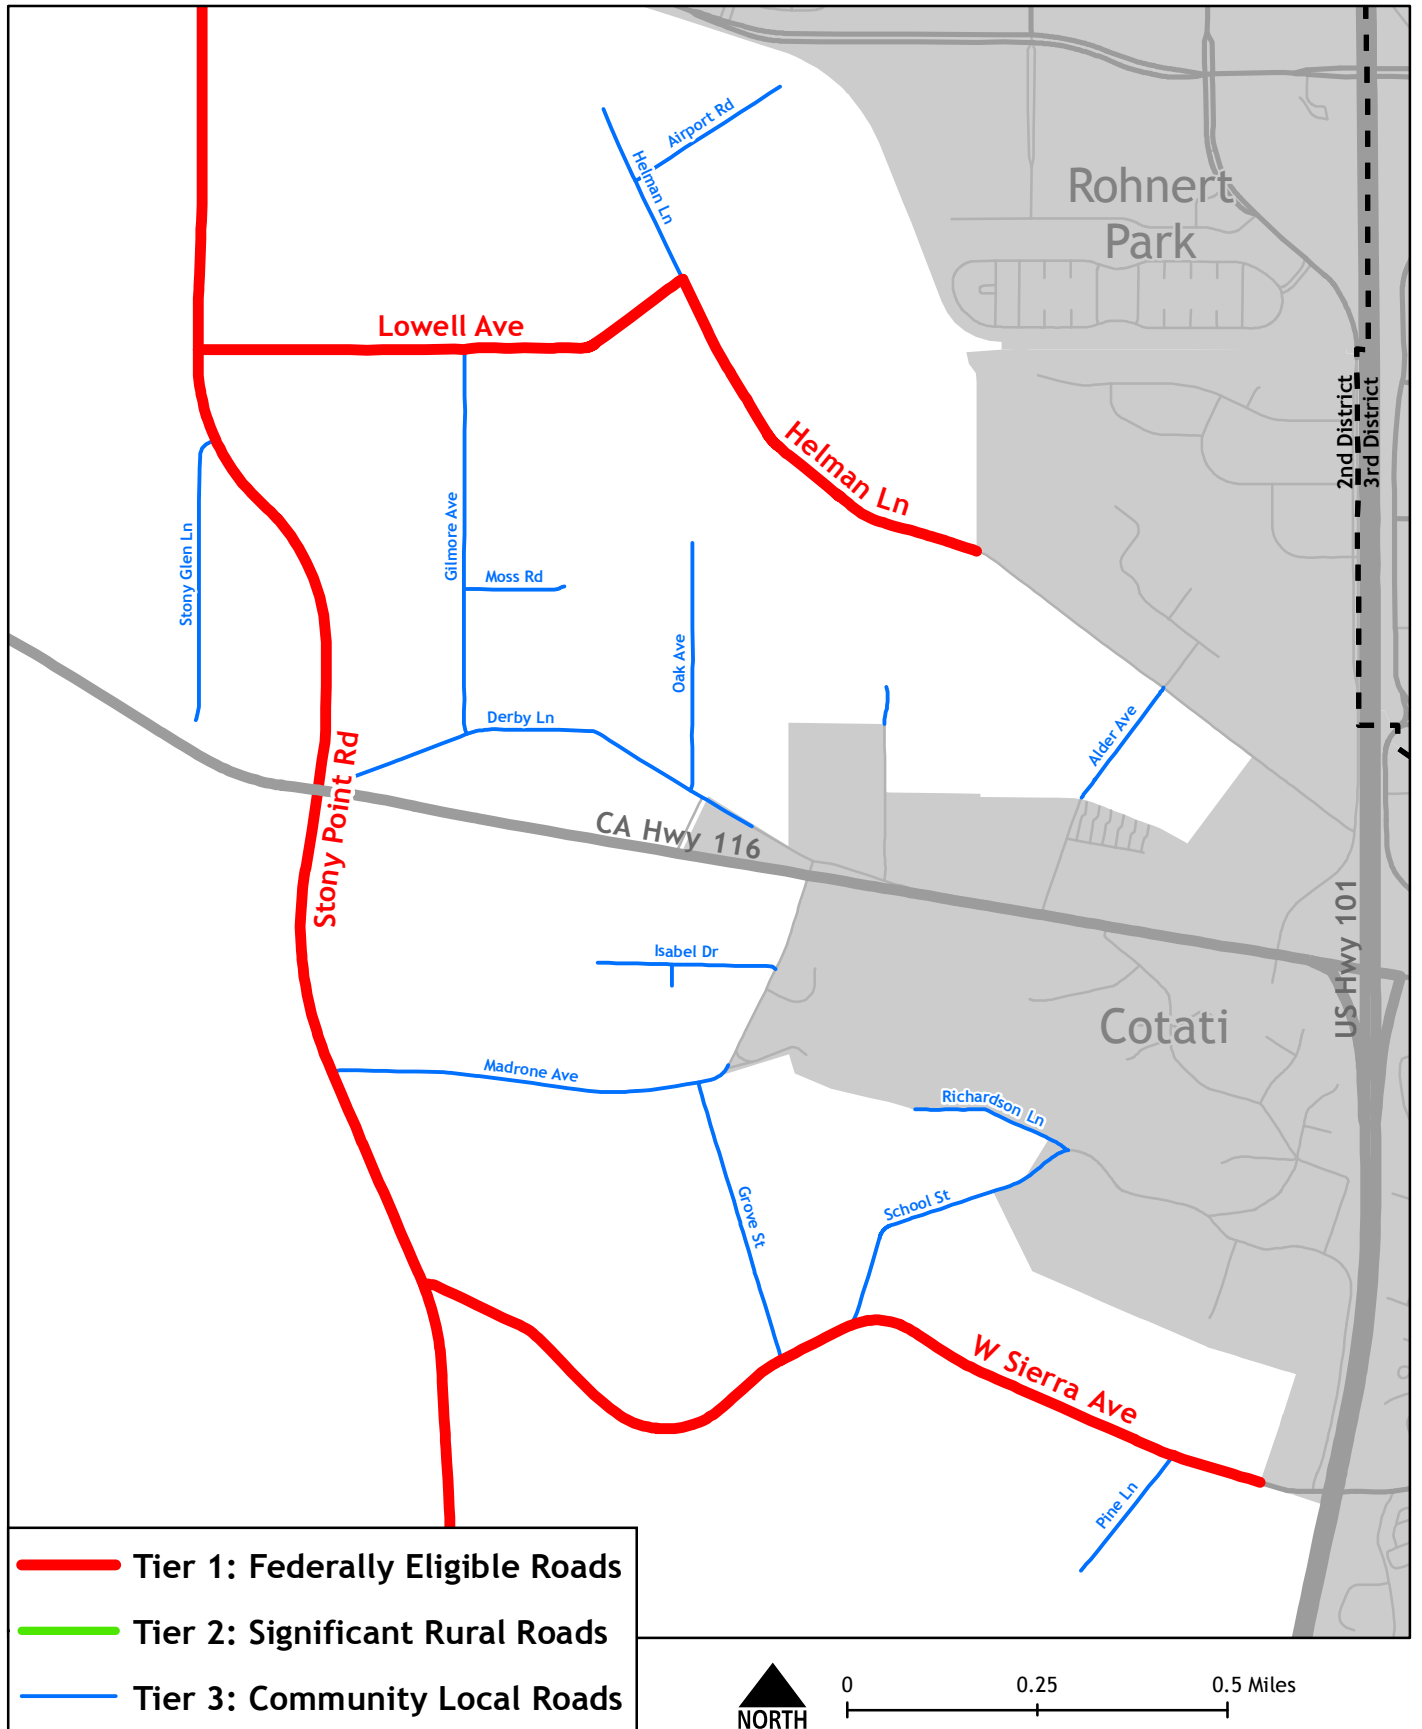 Airport Rd
Helman Ln
Rohnert
Park
Lowell Ave
2nd District
3rd District
Helman Ln
Stony Glen Ln
Gilmore Ave
Moss Rd
Oak Ave
Derby Ln
Alder Ave
Stony Point Rd
CA Hwy 116
US Hwy 101
Isabel Dr
Cotati
Madrone Ave
Richardson Ln
Grove St
School St
W Sierra Ave
Pine Ln
Tier 1: Federally Eligible Roads
Tier 2: Significant Rural Roads
Tier 3: Community Local Roads
NORTH
0 0.25 0.5 Miles